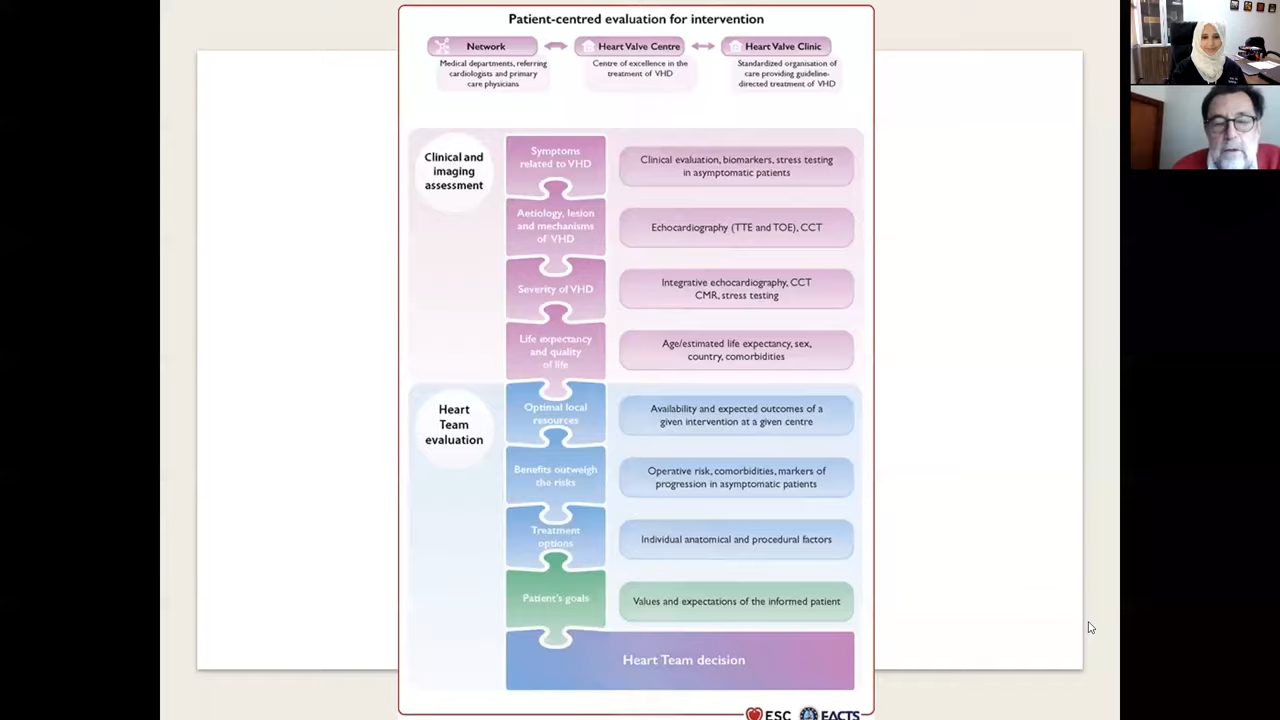 Patient-centred evaluation for intervention
Network
Medical departments, referring
cardiologists and primary
care physicians
Heart Valve Centre
Centre of excellence in the
treatment of VHD
Heart Valve Clinic
Standardized organisation of
care providing guideline-
directed treatment of VHD
Clinical and
imaging
assessment
Symptoms
related to VHD
Clinical evaluation, biomarkers, stress testing
in asymptomatic patients
Aetiology, lesion
and mechanisms
of VHD
Echocardiography (TTE and TOE), CCT
Severity of VHD
Integrative echocardiography, CCT
CMR, stress testing
Life expectancy
and quality
of life
Age/estimated life expectancy, sex,
country, comorbidities
Heart
Team
evaluation
Optimal local
resources
Availability and expected outcomes of a
given intervention at a given centre
Benefits outweigh
the risks
Operative risk, comorbidities, markers of
progression in asymptomatic patients
Treatment
options
Individual anatomical and procedural factors
Patient's goals
Values and expectations of the informed patient
Heart Team decision
ESC
EACTS